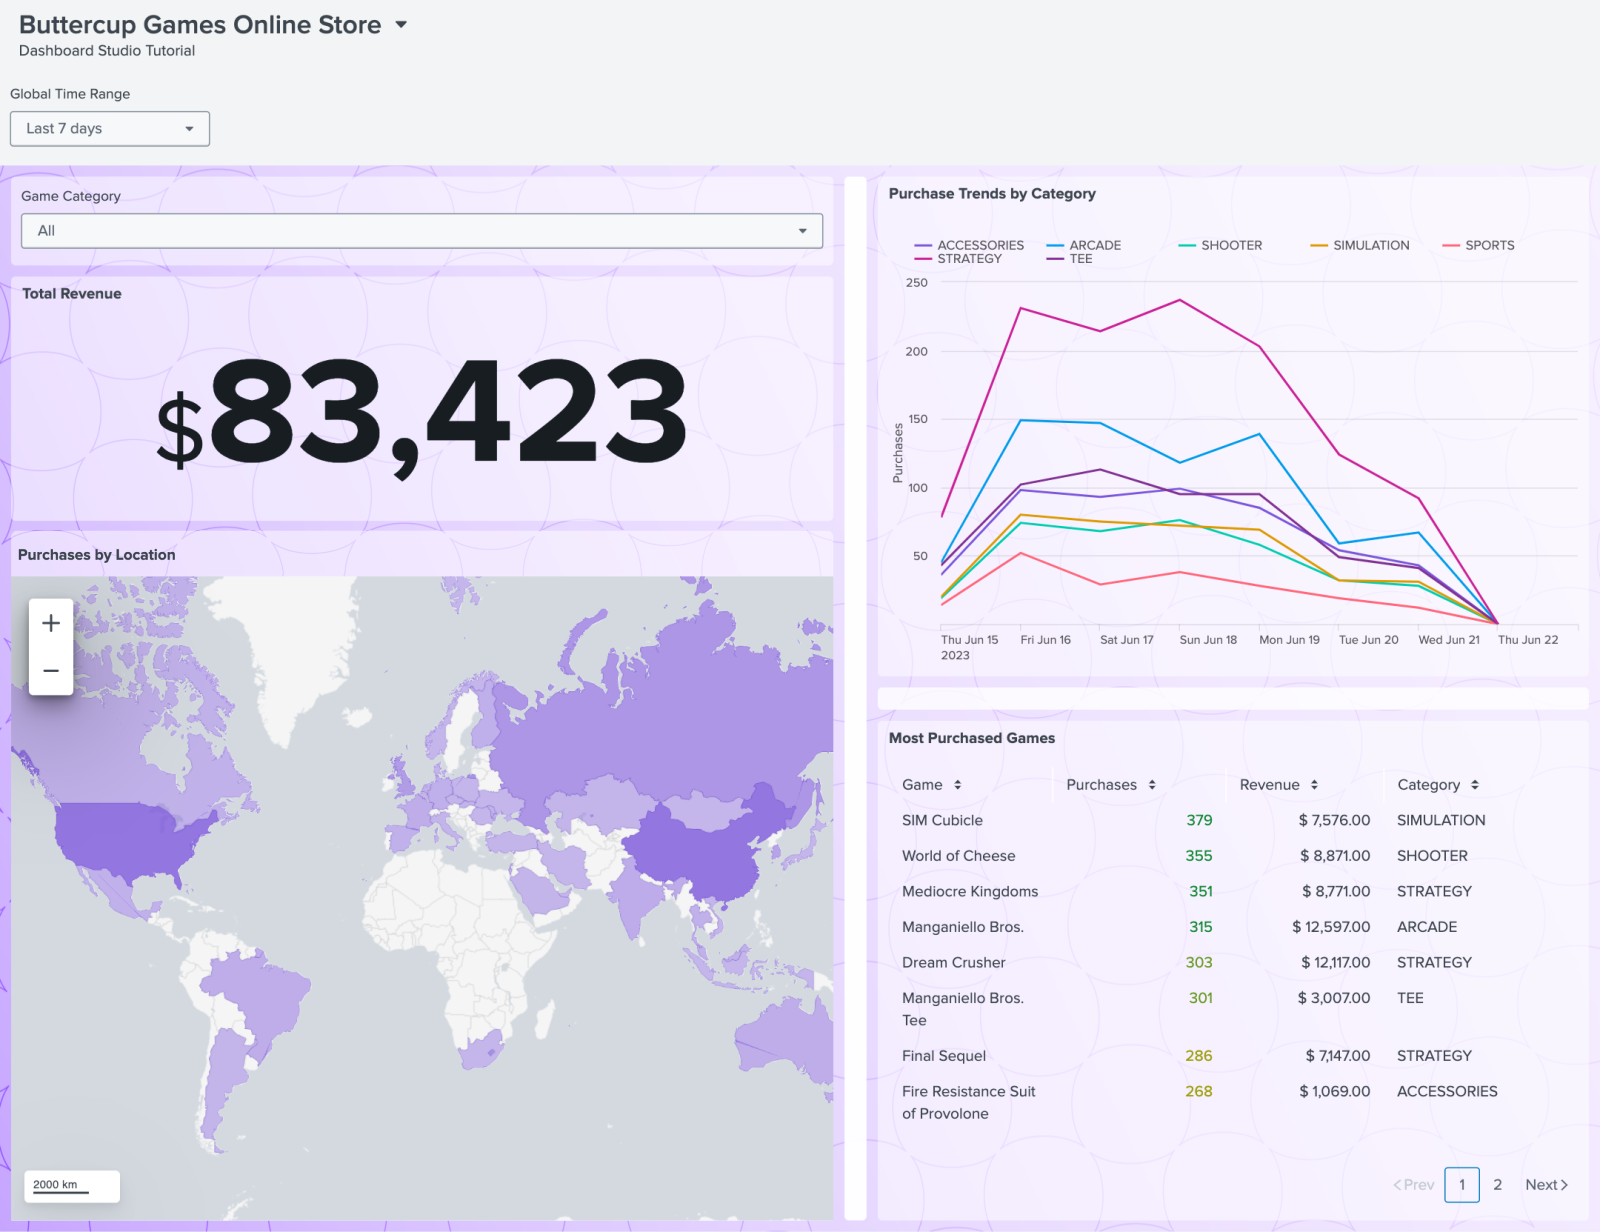 Buttercup Games Online Store
Dashboard Studio Tutorial
Global Time Range
Last 7 days
Game Category
All
Total Revenue
$83,423
Purchases by Location
+
−
2000 km
Purchase Trends by Category
ACCESSORIES ARCADE SHOOTER SIMULATION SPORTS
STRATEGY TEE
250
200
150
100
50
Purchases
Thu Jun 15 Fri Jun 16 Sat Jun 17 Sun Jun 18 Mon Jun 19 Tue Jun 20 Wed Jun 21 Thu Jun 22
2023
Most Purchased Games
Game Purchases Revenue Category
SIM Cubicle 379 $ 7,576.00 SIMULATION
World of Cheese 355 $ 8,871.00 SHOOTER
Mediocre Kingdoms 351 $ 8,771.00 STRATEGY
Manganiello Bros. 315 $ 12,597.00 ARCADE
Dream Crusher 303 $ 12,117.00 STRATEGY
Manganiello Bros. 301 $ 3,007.00 TEE
Tee
Final Sequel 286 $ 7,147.00 STRATEGY
Fire Resistance Suit 268 $ 1,069.00 ACCESSORIES
of Provolone
<Prev 1 2 Next>